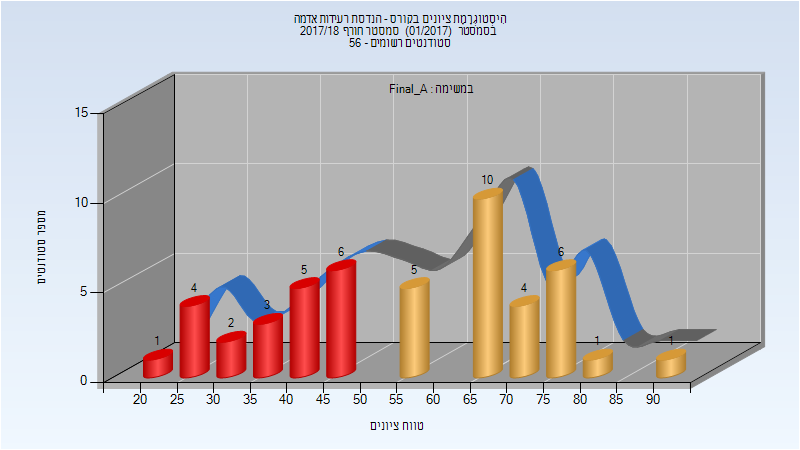 היסטוגרמת ציונים בקורס - הנדסת רעידות אדמה
בסמסטר (01/2017) סמסטר חורף 2017/18
סטודנטים רשומים - 56
במשימה : Final_A
מספר סטודנטים
15
10
5
0
1
4
2
3
5
6
5
10
4
6
1
1
20 25 30 35 40 45 50 55 60 65 70 75 80 85 90
טווח ציונים